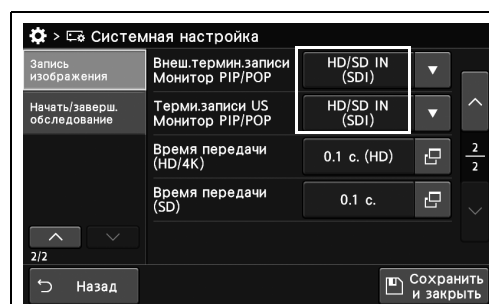 > Системная настройка
Запись
изображения
Начать/заверш.
обследование
2/2
Внеш.термин.записи
Монитор PIP/POP
HD/SD IN
(SDI)
Терми.записи US
Монитор PIP/POP
HD/SD IN
(SDI)
Время передачи
(HD/4K)
0.1 с. (HD)
Время передачи
(SD)
0.1 с.
2
2
Назад
Сохранить
и закрыть